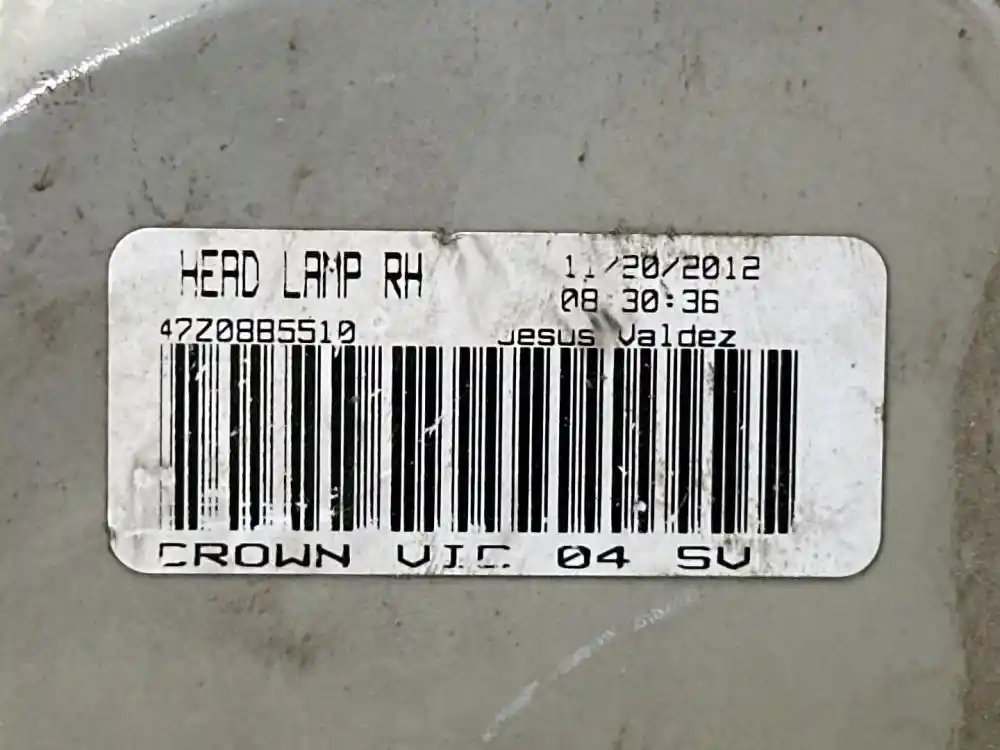 HEAD LAMP RH
11/20/2012
08:30:36
47Z08B5510
Jesus Valdez
CROWN VIC 04 SV